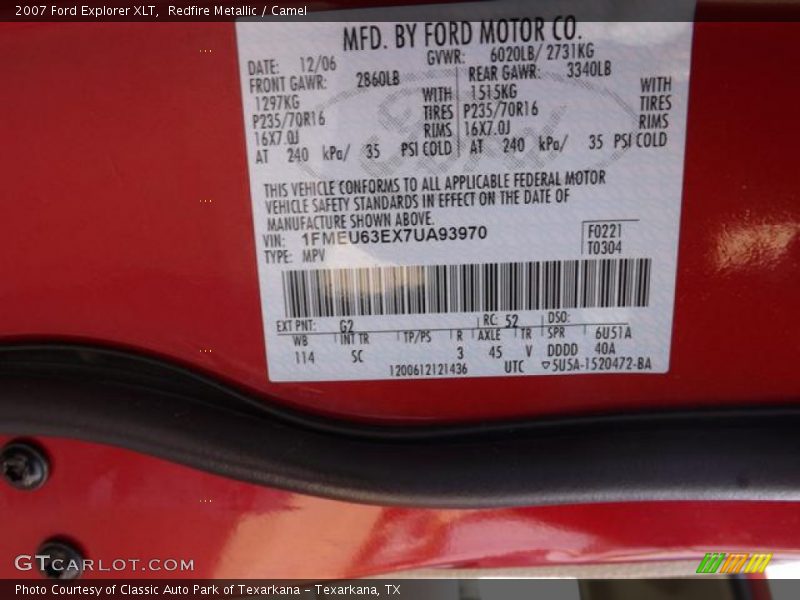 2007 Ford Explorer XLT, Redfire Metallic / Camel
MFD. BY FORD MOTOR CO.
DATE: 12/06 GVWR: 6020LB/ 2731KG
FRONT GAWR: 2860LB REAR GAWR: 3340LB
1297KG WITH 1515KG WITH
P235/70R16 TIRES P235/70R16 TIRES
16X7.0J RIMS 16X7.0J RIMS
AT 240 kPa/ 35 PSI COLD AT 240 kPa/ 35 PSI COLD
THIS VEHICLE CONFORMS TO ALL APPLICABLE FEDERAL MOTOR
VEHICLE SAFETY STANDARDS IN EFFECT ON THE DATE OF
MANUFACTURE SHOWN ABOVE.
VIN: 1FMEU63EX7UA93970 F0221
TYPE: MPV T0304
EXT PNT: G2 RC: 52 DSO:
WB INT TR TP/PS R AXLE TR SPR 6U51A
114 SC 3 45 V DDDD 40A
1200612121436 UTC ▽5U5A-1520472-BA
Ford
GTCARLOT.COM
Photo Courtesy of Classic Auto Park of Texarkana - Texarkana, TX